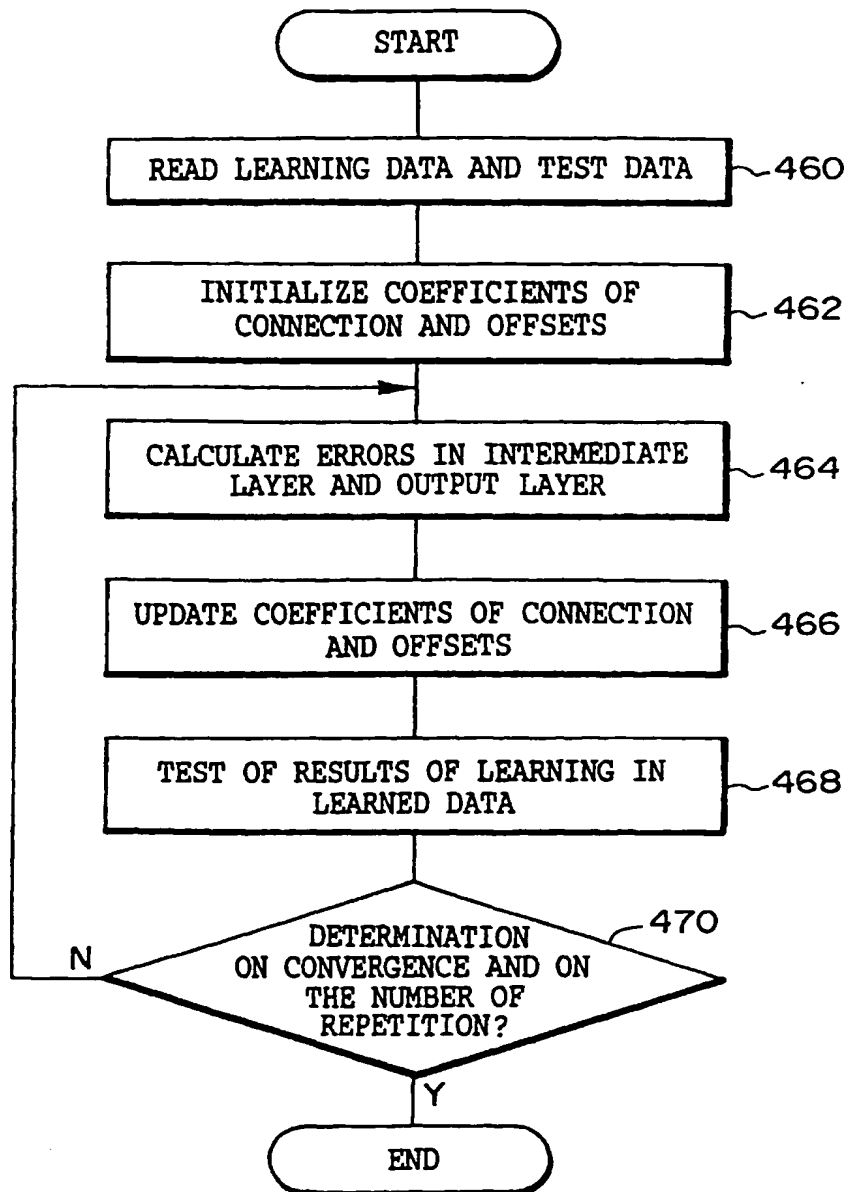 START
READ LEARNING DATA AND TEST DATA
460
INITIALIZE COEFFICIENTS OF
CONNECTION AND OFFSETS
462
CALCULATE ERRORS IN INTERMEDIATE
LAYER AND OUTPUT LAYER
464
UPDATE COEFFICIENTS OF CONNECTION
AND OFFSETS
466
TEST OF RESULTS OF LEARNING IN
LEARNED DATA
468
470
DETERMINATION
ON CONVERGENCE AND ON
THE NUMBER OF
REPETITION?
N
Y
END